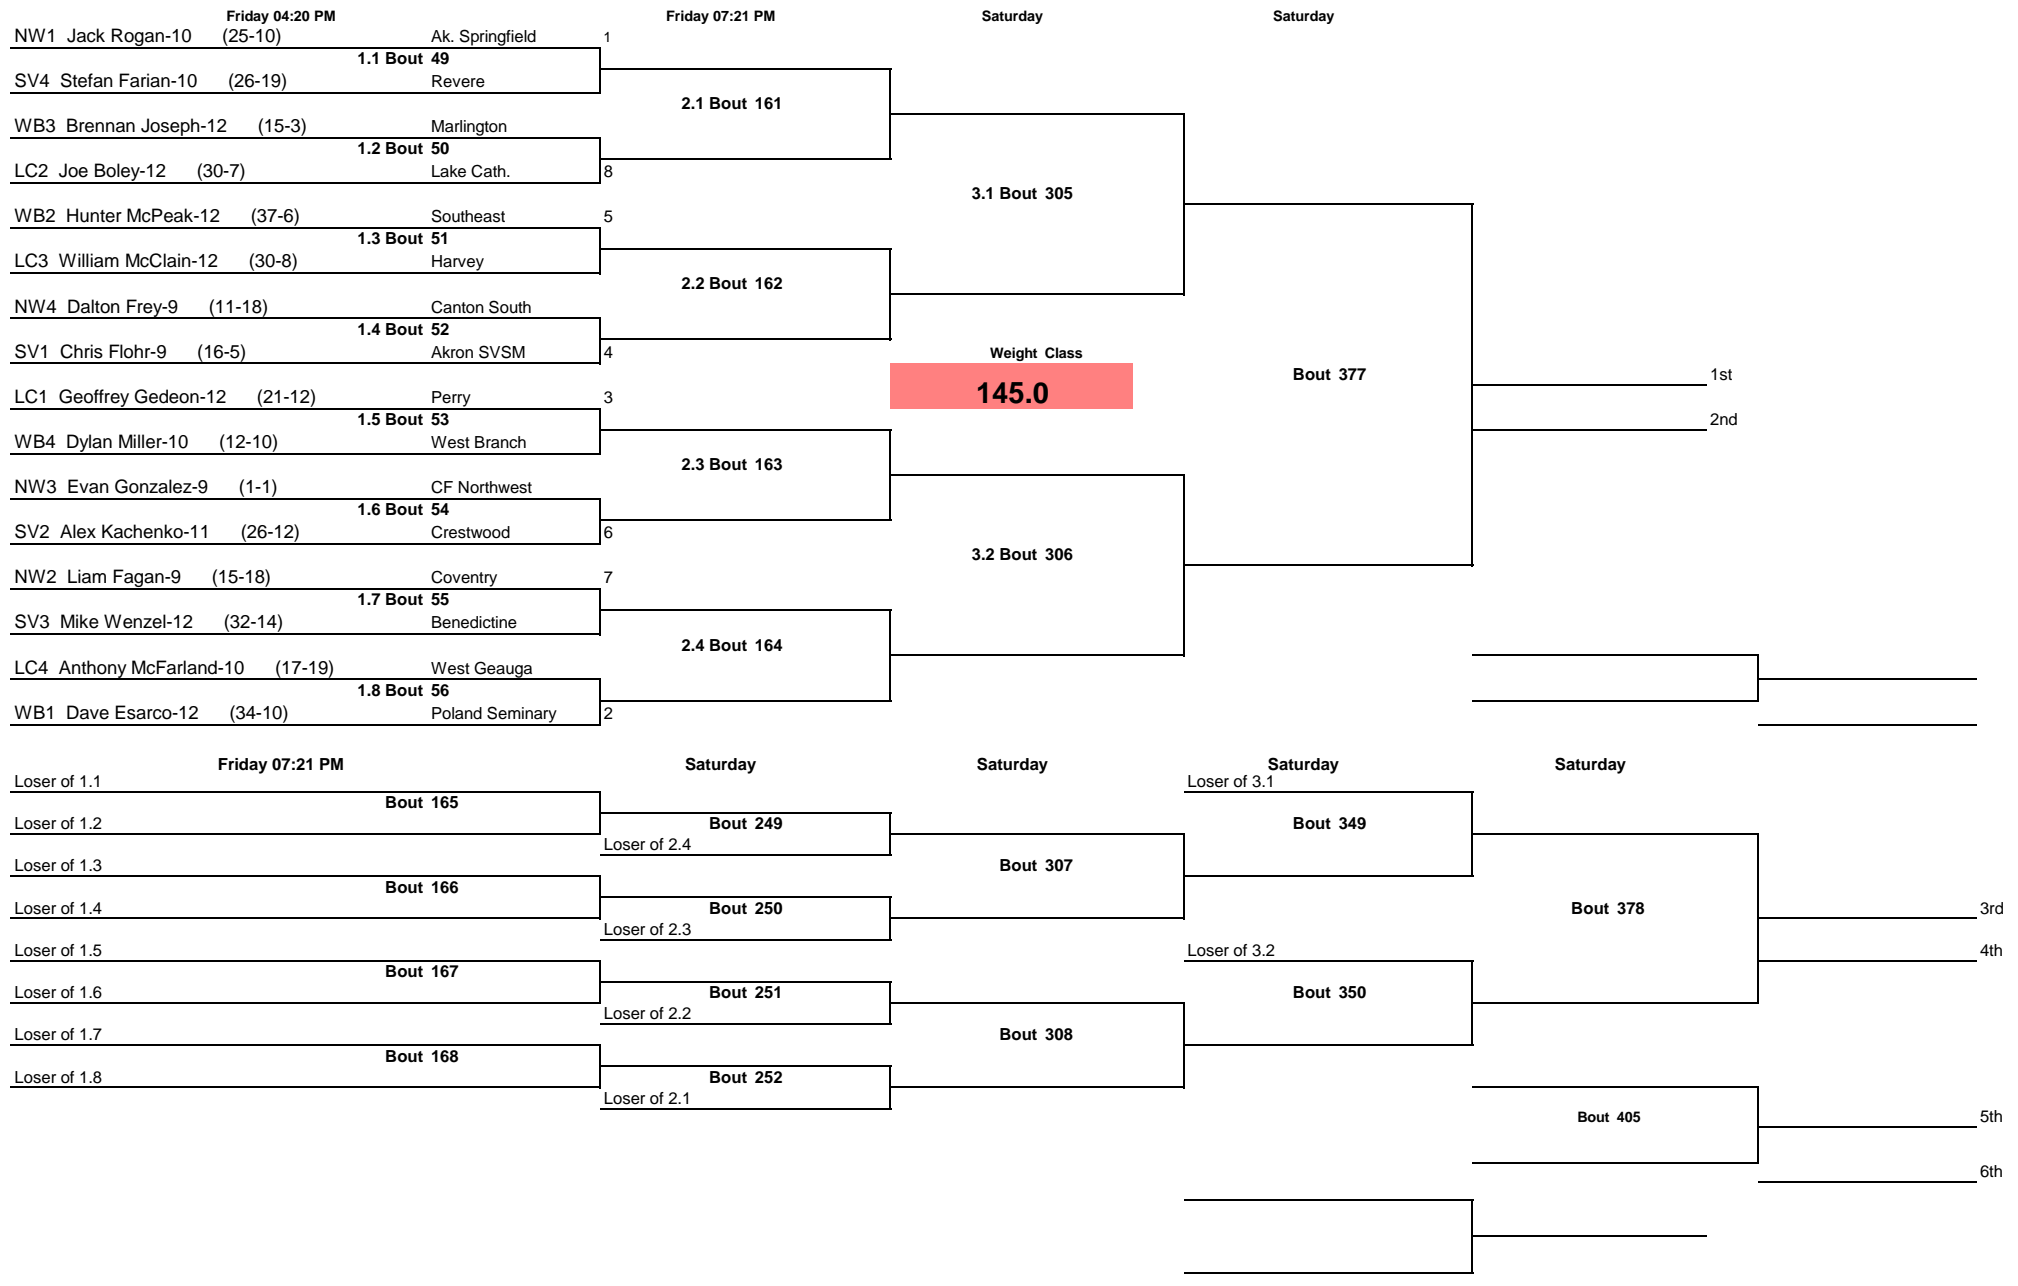 Friday 04:20 PM Friday 07:21 PM Saturday Saturday
NW1 Jack Rogan-10 (25-10) Ak. Springfield 1
1.1 Bout 49
SV4 Stefan Farian-10 (26-19) Revere
2.1 Bout 161
WB3 Brennan Joseph-12 (15-3) Marlington
1.2 Bout 50
LC2 Joe Boley-12 (30-7) Lake Cath. 8
3.1 Bout 305
WB2 Hunter McPeak-12 (37-6) Southeast 5
1.3 Bout 51
LC3 William McClain-12 (30-8) Harvey
2.2 Bout 162
NW4 Dalton Frey-9 (11-18) Canton South
1.4 Bout 52
SV1 Chris Flohr-9 (16-5) Akron SVSM 4
Weight Class
145.0
Bout 377
1st
LC1 Geoffrey Gedeon-12 (21-12) Perry 3
1.5 Bout 53
2nd
WB4 Dylan Miller-10 (12-10) West Branch
2.3 Bout 163
NW3 Evan Gonzalez-9 (1-1) CF Northwest
1.6 Bout 54
SV2 Alex Kachenko-11 (26-12) Crestwood 6
3.2 Bout 306
NW2 Liam Fagan-9 (15-18) Coventry 7
1.7 Bout 55
SV3 Mike Wenzel-12 (32-14) Benedictine
2.4 Bout 164
LC4 Anthony McFarland-10 (17-19) West Geauga
1.8 Bout 56
WB1 Dave Esarco-12 (34-10) Poland Seminary 2
Friday 07:21 PM Saturday Saturday Saturday Saturday
Loser of 1.1 Loser of 3.1
Bout 165
Loser of 1.2 Bout 249 Bout 349
Loser of 2.4
Loser of 1.3 Bout 307
Bout 166
Loser of 1.4 Bout 250 Bout 378 3rd
Loser of 2.3
Loser of 1.5 Loser of 3.2 4th
Bout 167
Loser of 1.6 Bout 251 Bout 350
Loser of 2.2
Loser of 1.7 Bout 308
Bout 168
Loser of 1.8 Bout 252
Loser of 2.1
Bout 405 5th
6th